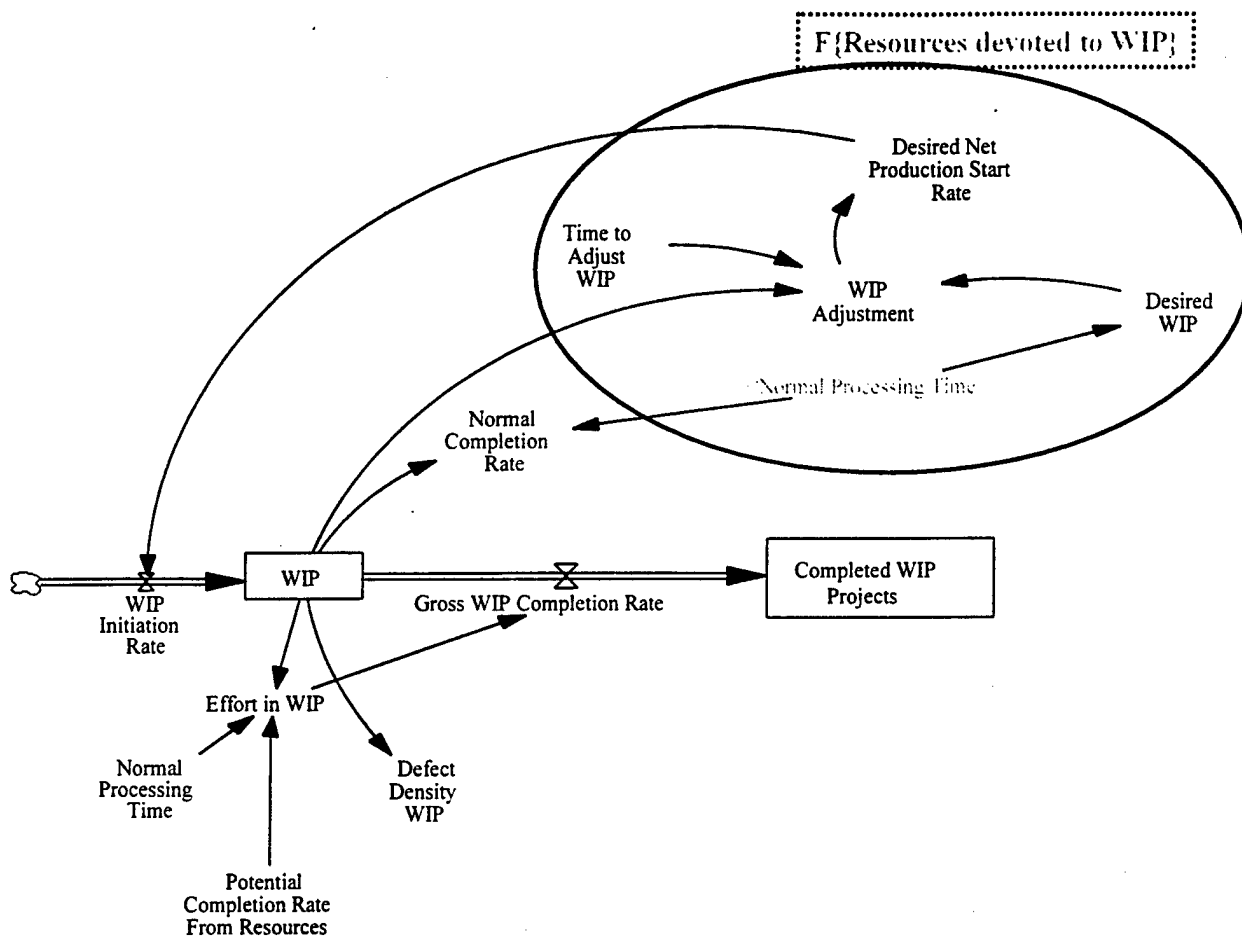 F{Resources devoted to WIP}
Desired Net
Production Start
Rate
Time to
Adjust
WIP
WIP
Adjustment
Desired
WIP
Normal Processing Time
Normal
Completion
Rate
WIP
Completed WIP
Projects
WIP
Initiation
Rate
Gross WIP Completion Rate
Effort in WIP
Normal
Processing
Time
Defect
Density
WIP
Potential
Completion Rate
From Resources